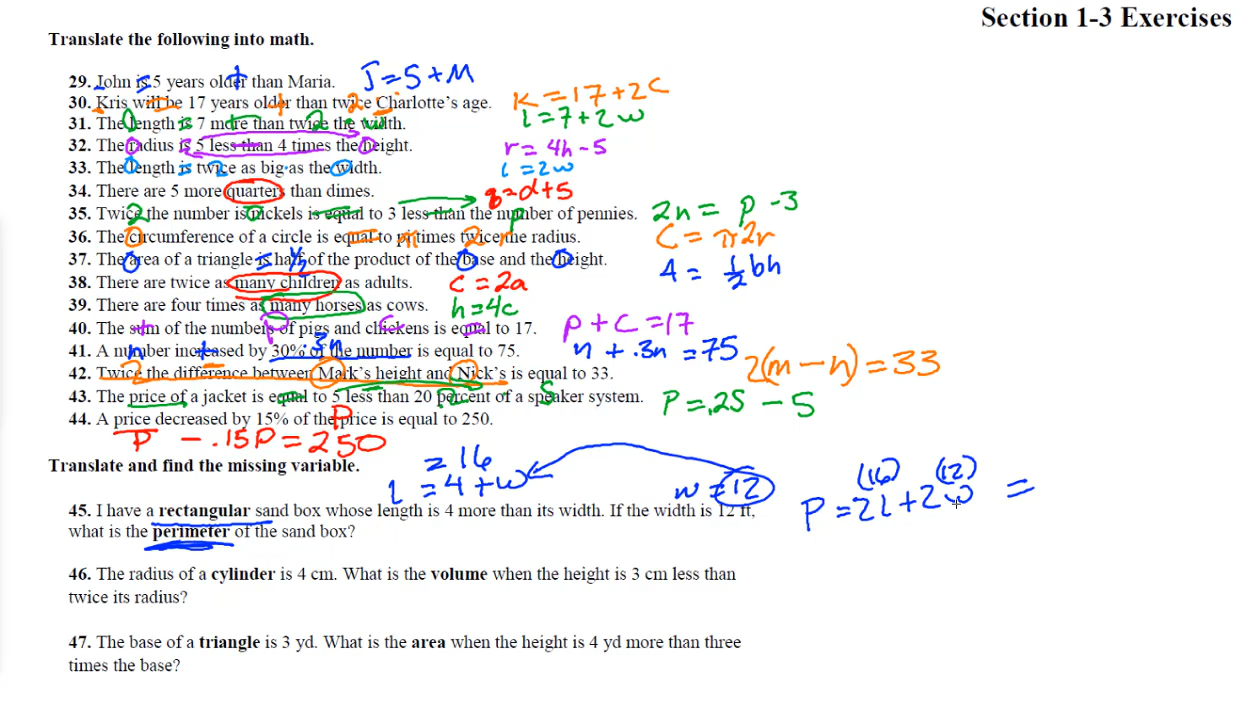 Section 1-3 Exercises
Translate the following into math.
29. John is 5 years older than Maria. J = 5 + M
30. Kris will be 17 years older than twice Charlotte's age. K = 17 + 2C
31. The length is 7 more than twice the width. l = 7 + 2w
32. The radius is 5 less than 4 times the height. r = 4h - 5
33. The length is twice as big as the width. l = 2w
34. There are 5 more quarters than dimes. q = d + 5
35. Twice the number is nickels is equal to 3 less than the number of pennies. 2n = p - 3
36. The circumference of a circle is equal to pi times twice the radius. C = π2r
37. The area of a triangle is half of the product of the base and the height. A = 1/2 bh
38. There are twice as many children as adults. c = 2a
39. There are four times as many horses as cows. h = 4c
40. The sum of the numbers of pigs and chickens is equal to 17. p + c = 17
41. A number increased by 30% of the number is equal to 75. n + .3n = 75
42. Twice the difference between Mark's height and Nick's is equal to 33. 2(m - n) = 33
43. The price of a jacket is equal to 5 less than 20 percent of a speaker system. P = .2S - 5
44. A price decreased by 15% of the price is equal to 250.
P - .15P = 250
Translate and find the missing variable.
= 16
l = 4 + w w = 12
(16) (12)
P = 2l + 2w =
45. I have a rectangular sand box whose length is 4 more than its width. If the width is 12 ft,
what is the perimeter of the sand box?
46. The radius of a cylinder is 4 cm. What is the volume when the height is 3 cm less than
twice its radius?
47. The base of a triangle is 3 yd. What is the area when the height is 4 yd more than three
times the base?